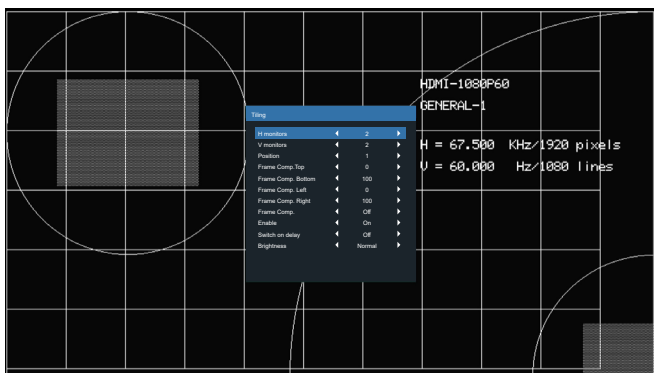 HDMI-1080P60
GENERAL-1
H = 67.500 KHz/1920 pixels
V = 60.000 Hz/1080 lines
Tiling
H monitors 2
V monitors 2
Position 1
Frame Comp.Top 0
Frame Comp. Bottom 100
Frame Comp. Left 0
Frame Comp. Right 100
Frame Comp. Off
Enable On
Switch on delay Off
Brightness Normal